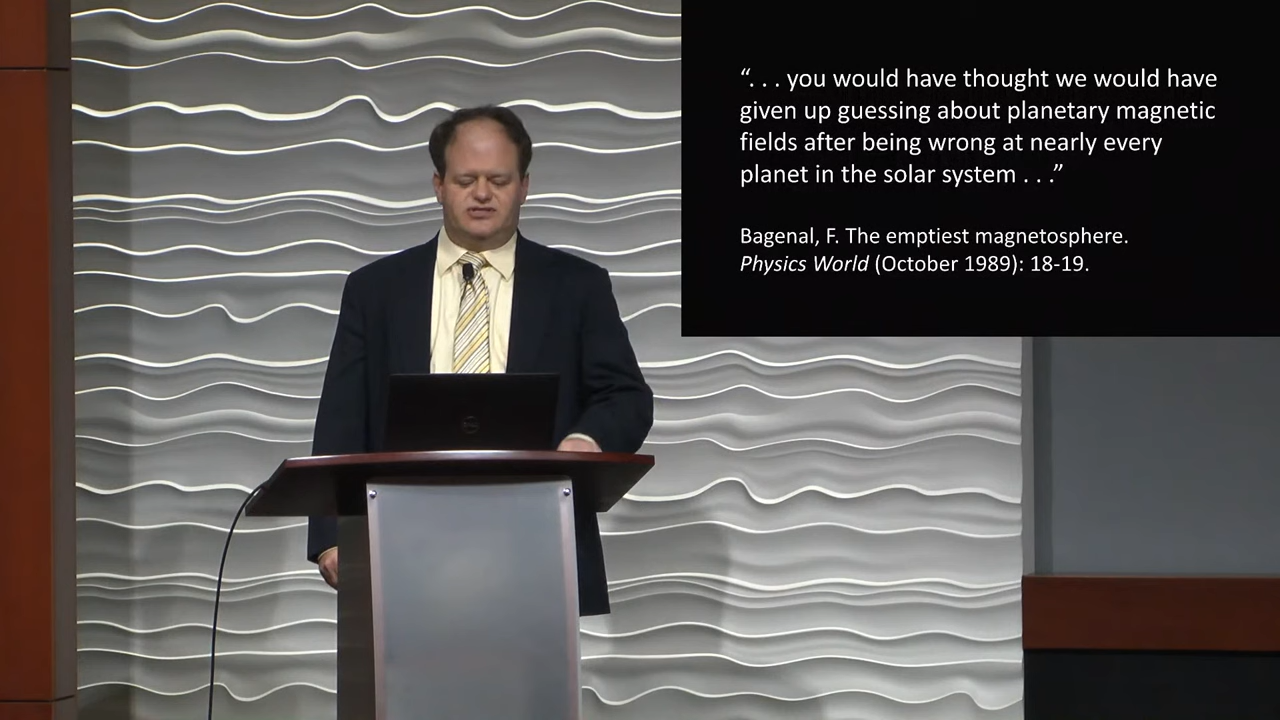 “. . . you would have thought we would have
given up guessing about planetary magnetic
fields after being wrong at nearly every
planet in the solar system . . .”
Bagenal, F. The emptiest magnetosphere.
Physics World (October 1989): 18-19.